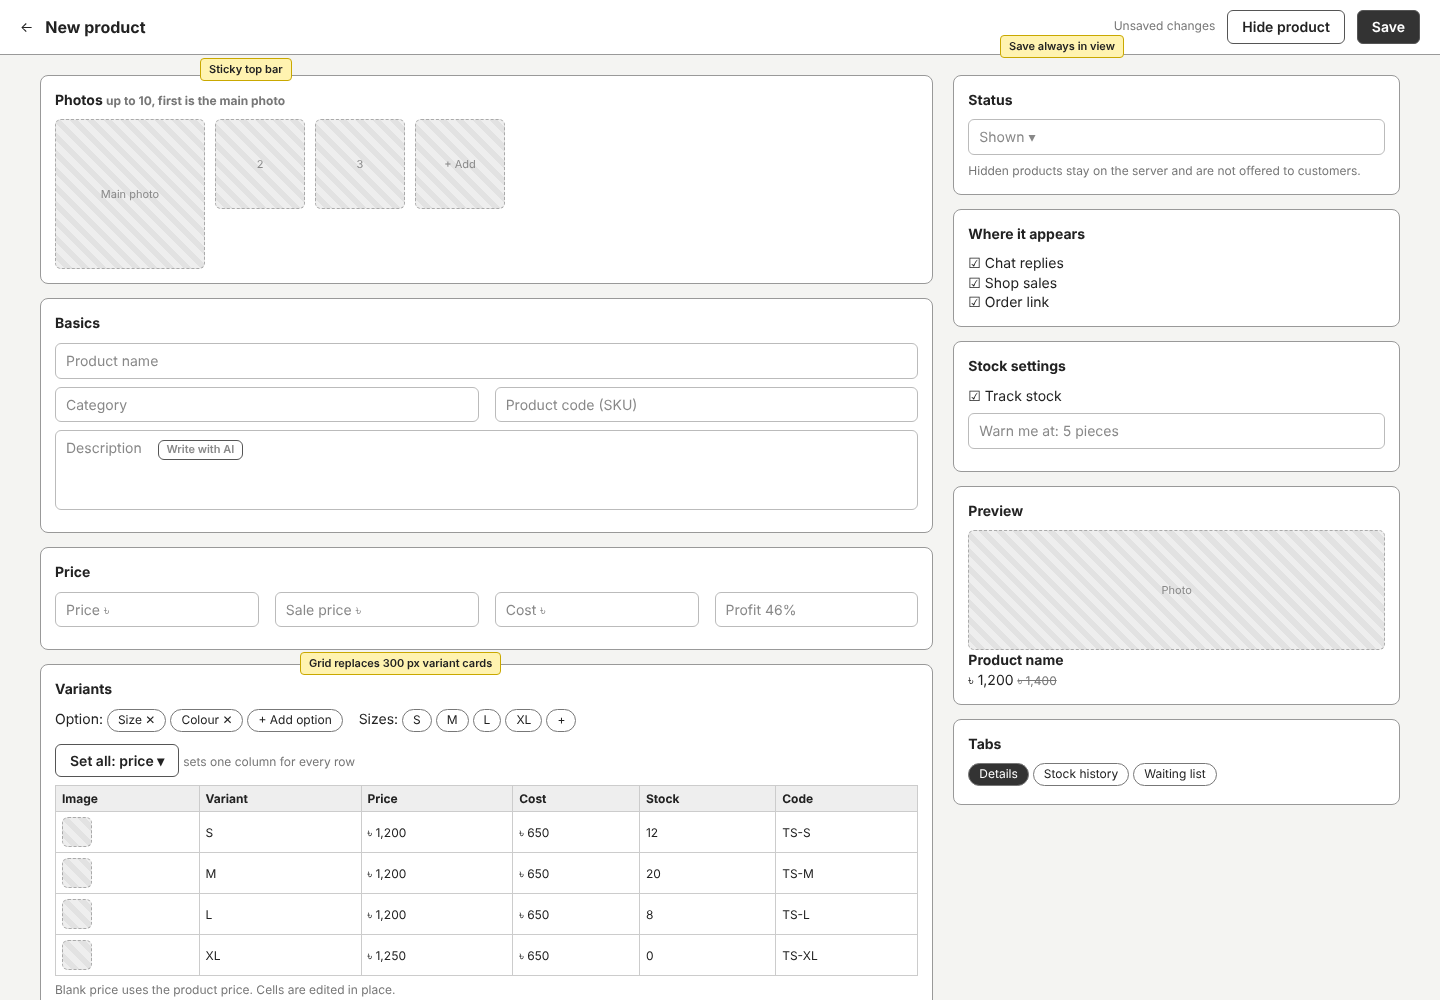 ← New product
Unsaved changes
Hide product
Save
Save always in view
Sticky top bar
Photos up to 10, first is the main photo
Main photo
2
3
+ Add
Basics
Product name
Category
Product code (SKU)
Description Write with AI
Price
Price ৳
Sale price ৳
Cost ৳
Profit 46%
Grid replaces 300 px variant cards
Variants
Option: Size ✕ Colour ✕ + Add option Sizes: S M L XL +
Set all: price ▾ sets one column for every row
Image Variant Price Cost Stock Code
S ৳ 1,200 ৳ 650 12 TS-S
M ৳ 1,200 ৳ 650 20 TS-M
L ৳ 1,200 ৳ 650 8 TS-L
XL ৳ 1,250 ৳ 650 0 TS-XL
Blank price uses the product price. Cells are edited in place.
Status
Shown ▾
Hidden products stay on the server and are not offered to customers.
Where it appears
☑ Chat replies
☑ Shop sales
☑ Order link
Stock settings
☑ Track stock
Warn me at: 5 pieces
Preview
Photo
Product name
৳ 1,200 ৳ 1,400
Tabs
Details Stock history Waiting list